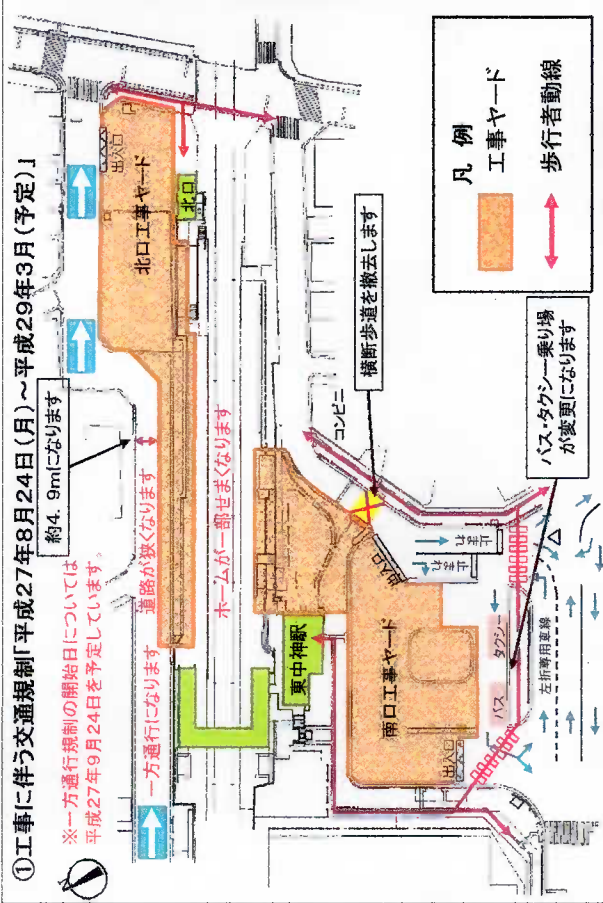 ①工事に伴う交通規制「平成27年8月24日(月)～平成29年3月(予定)」
※一方通行規制の開始日については
平成27年9月24日を予定しています。
約4.9mになります
一方通行になります
道路が狭くなります
ホームが一部せまくなります
北口工事ヤード
出入口
北口
東中神駅
南口工事ヤード
出入口
出入口
コンビニ
横断歩道を撤去します
止まれ
止まれ
バス
タクシー
左折専用車線
バス・タクシー乗り場
が変更になります
凡例
工事ヤード
歩行者動線